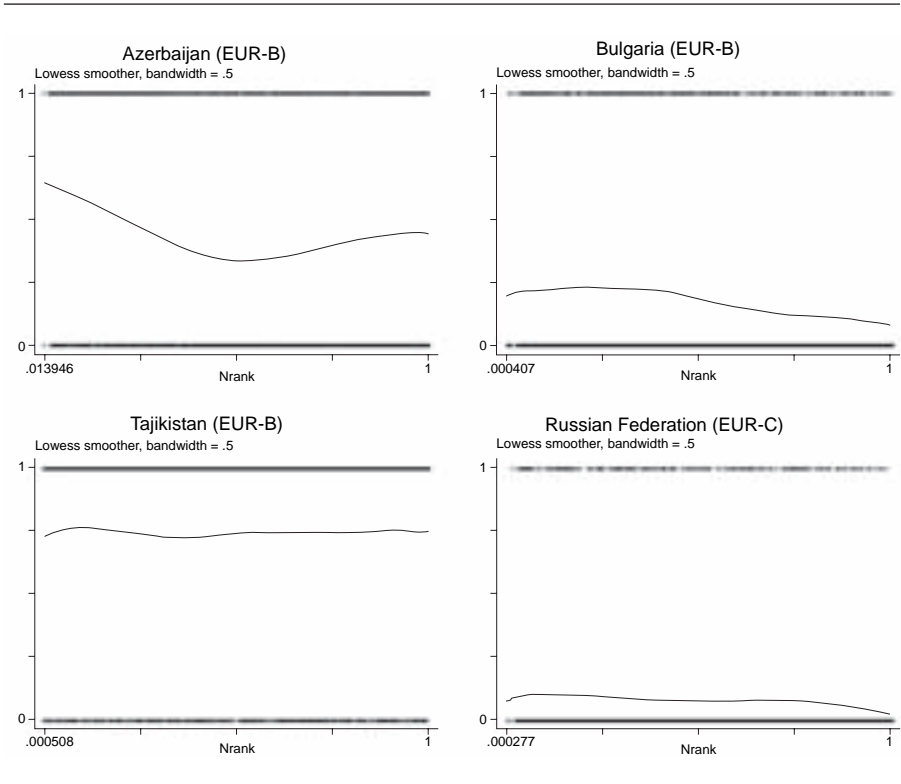 Azerbaijan (EUR-B)
Lowess smoother, bandwidth = .5
1
0
.013946
1
Nrank
Bulgaria (EUR-B)
Lowess smoother, bandwidth = .5
1
0
.000407
1
Nrank
Tajikistan (EUR-B)
Lowess smoother, bandwidth = .5
1
0
.000508
1
Nrank
Russian Federation (EUR-C)
Lowess smoother, bandwidth = .5
1
0
.000277
1
Nrank